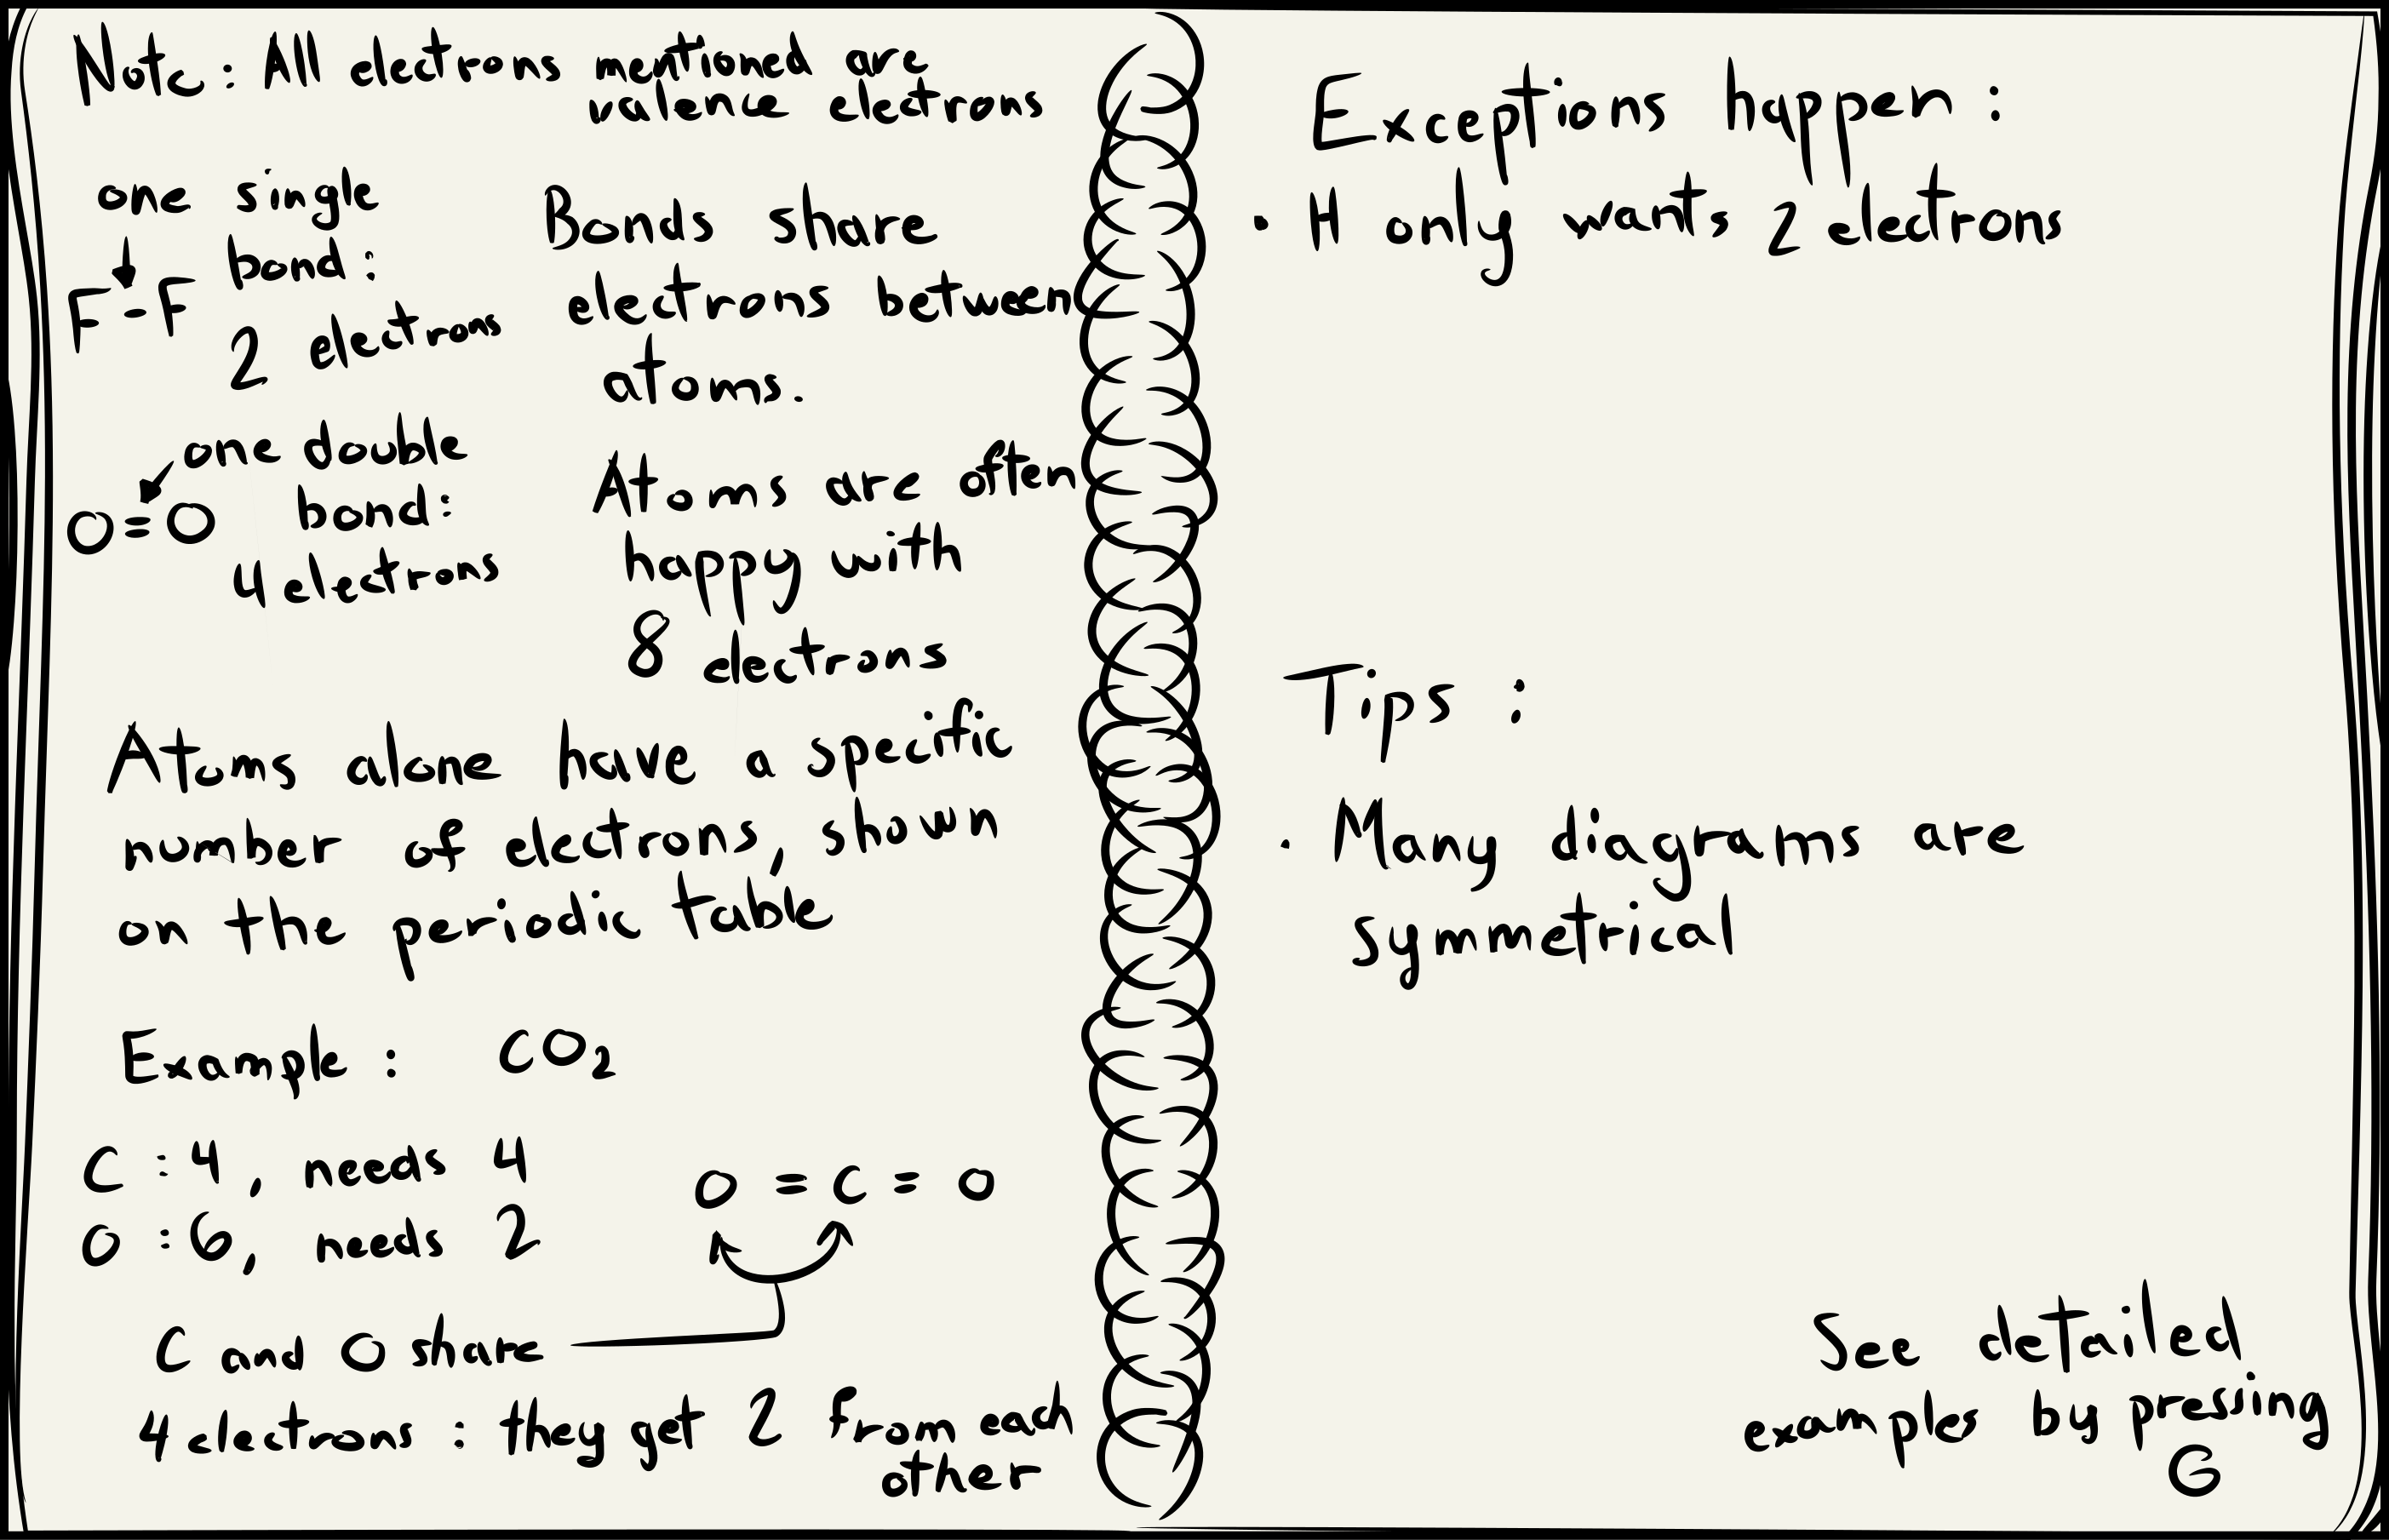 Note : All electrons mentioned are
valence electrons
one single
bond :
F - F
2 electrons
Bonds share
electrons between
atoms.
one double
bond :
O = O
4 electrons
Atoms are often
happy with
8 electrons
Atoms alone have a specific
number of electrons, shown
on the periodic table
Example : CO₂
C : 4, needs 4
O : 6, needs 2
O = C = O
C and O share
4 electrons : they get 2 from each
other
Exceptions happen :
- H only wants 2 electrons
Tips :
. Many diagrams are
symmetrical
See detailed
examples by pressing
G